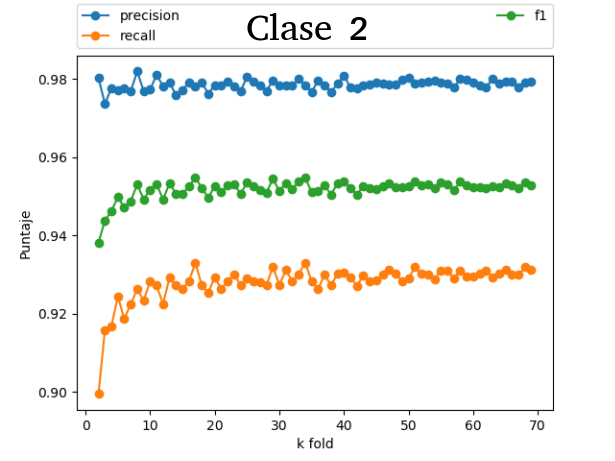 precision
recall
Clase 2
f1
0.98
0.96
0.94
0.92
0.90
Puntaje
0 10 20 30 40 50 60 70
k fold